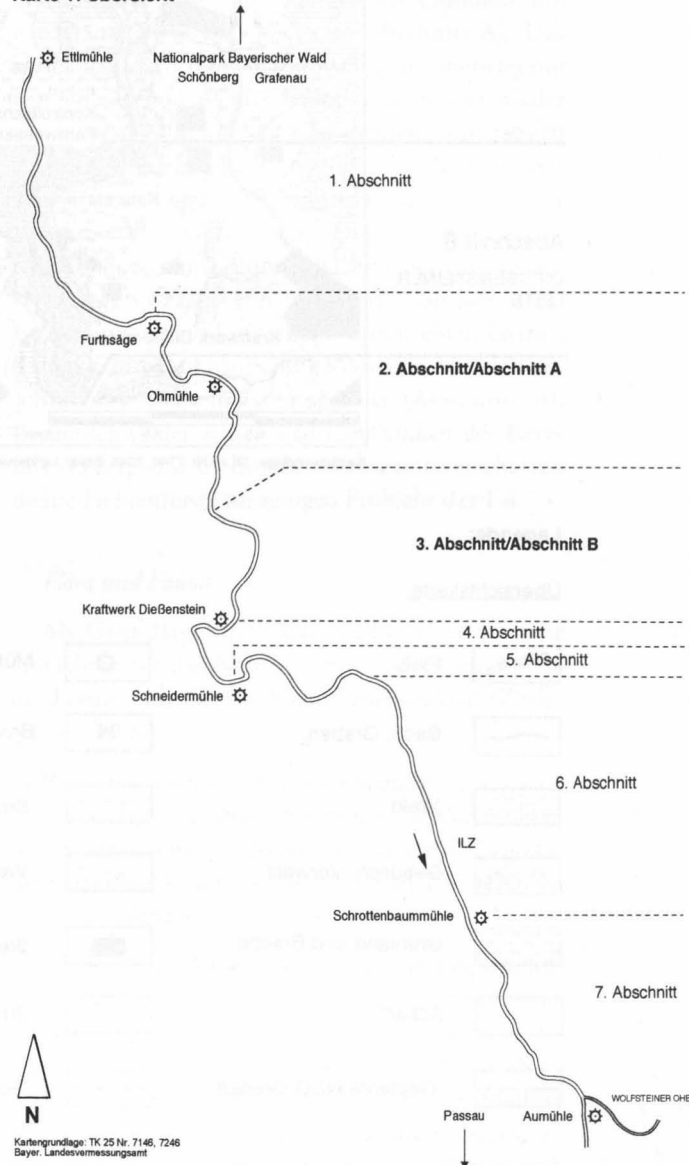 Ettlmühle
Nationalpark Bayerischer Wald
Schönberg Grafenau
1. Abschnitt
Furthsäge
2. Abschnitt/Abschnitt A
Ohmühle
3. Abschnitt/Abschnitt B
Kraftwerk Dießenstein
4. Abschnitt
5. Abschnitt
Schneidermühle
6. Abschnitt
ILZ
Schrottenbaummühle
7. Abschnitt
N
WOLFSTEINER OHE
Passau
Aumühle
Kartengrundlage: TK 25 Nr. 7146, 7246
Bayer. Landesvermessungsamt